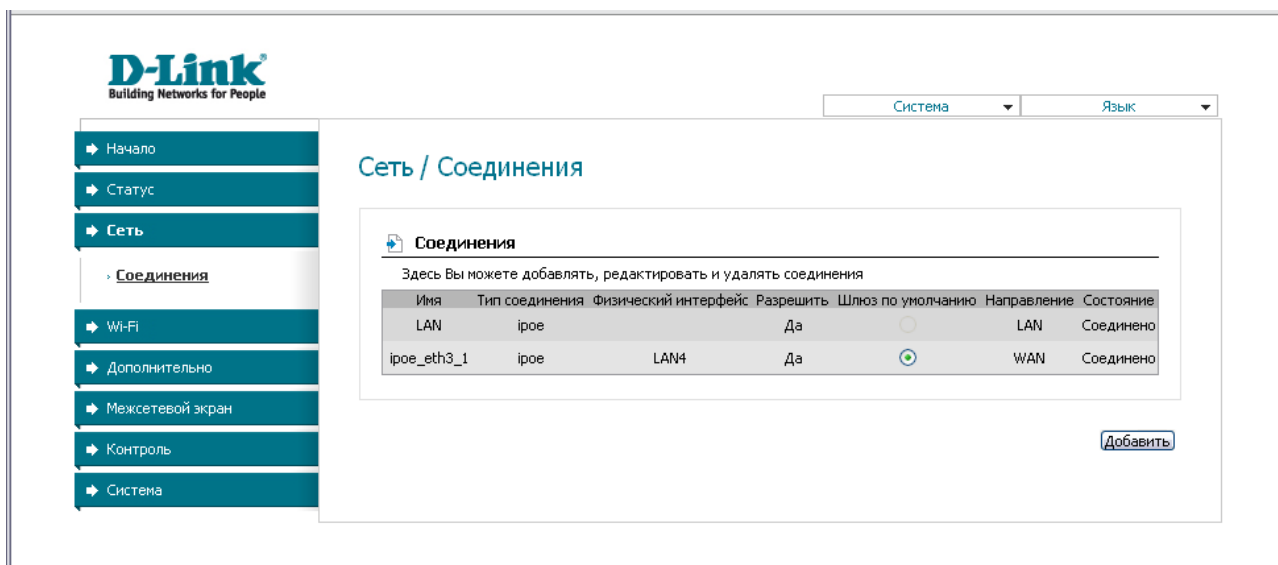 D-Link
Building Networks for People
Система
Язык
Начало
Статус
Сеть
Соединения
Wi-Fi
Дополнительно
Межсетевой экран
Контроль
Система
Сеть / Соединения
Соединения
Здесь Вы можете добавлять, редактировать и удалять соединения
Имя Тип соединения Физический интерфейс Разрешить Шлюз по умолчанию Направление Состояние
LAN ipoe Да LAN Соединено
ipoe_eth3_1 ipoe LAN4 Да WAN Соединено
Добавить